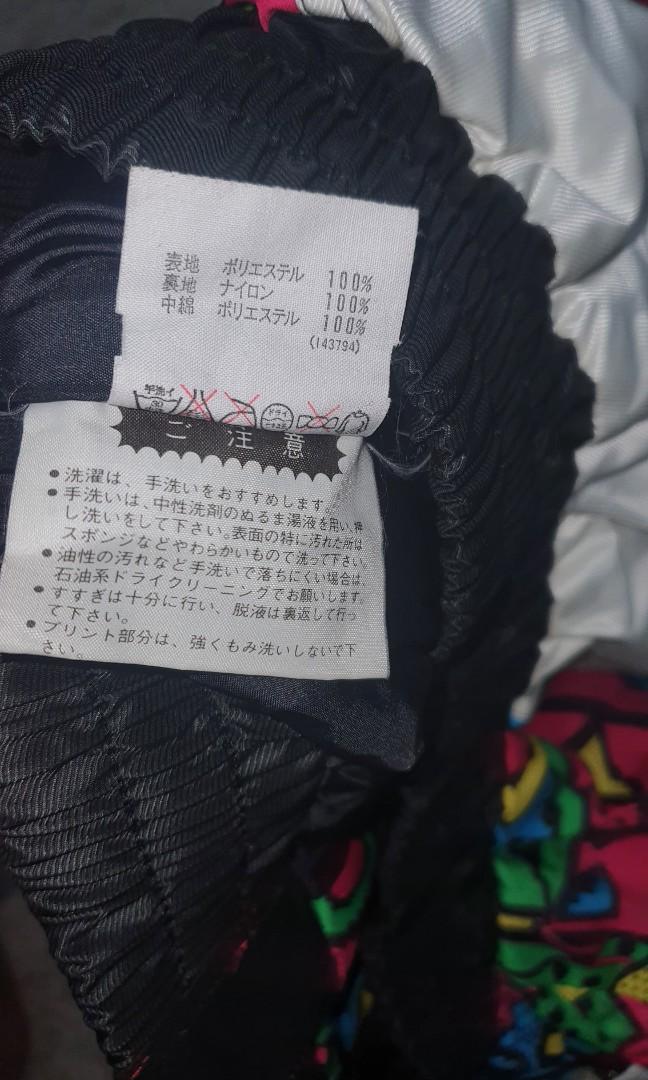 表地 ポリエステル 100%
裏地 ナイロン 100%
中綿 ポリエステル 100%
(143794)
手洗イ
ドライ
ご注意
●洗濯は、手洗いをおすすめします。
●手洗いは、中性洗剤のぬるま湯液を用い、押
し洗いをして下さい。表面の特に汚れた所は
スポンジなどやわらかいもので洗って下さい。
●油性の汚れなど手洗いで落ちにくい場合は、
石油系ドライクリーニングでお願いします。
●すすぎは十分に行い、脱液は裏返して行っ
て下さい。
●プリント部分は、強くもみ洗いしないで下
さい。